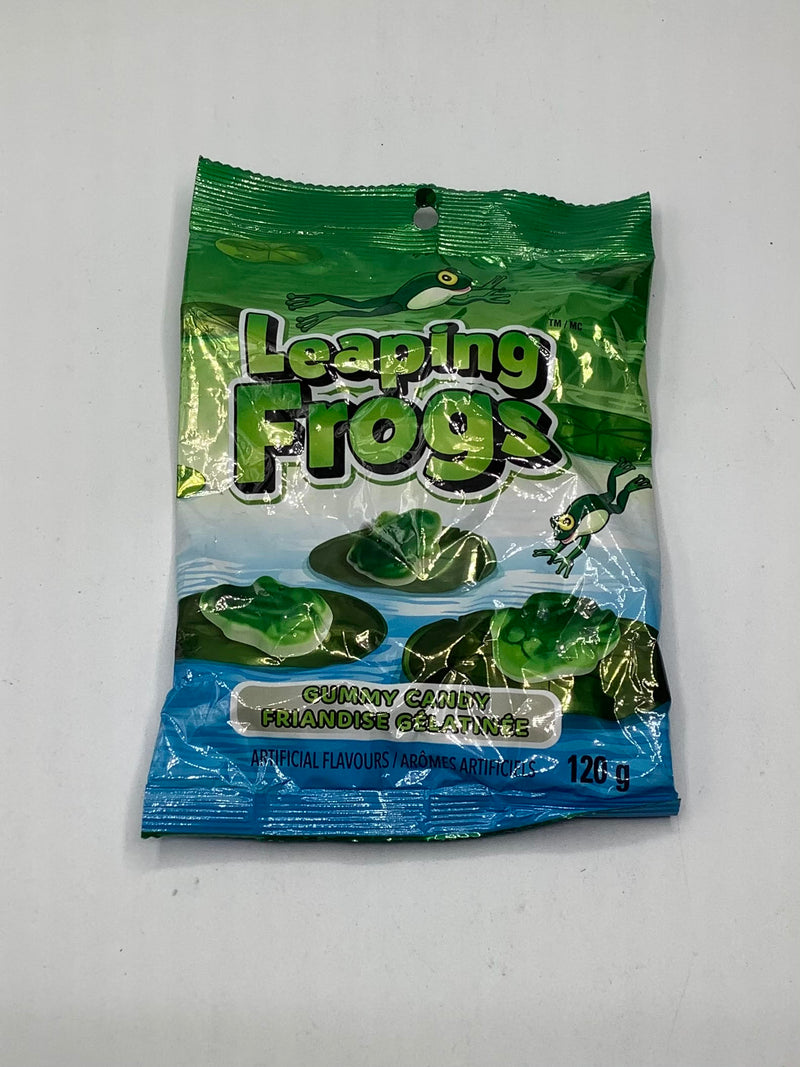 Leaping
TM / MC
Frogs
GUMMY CANDY
FRIANDISE GÉLATINÉE
ARTIFICIAL FLAVOURS / ARÔMES ARTIFICIELS
120 g